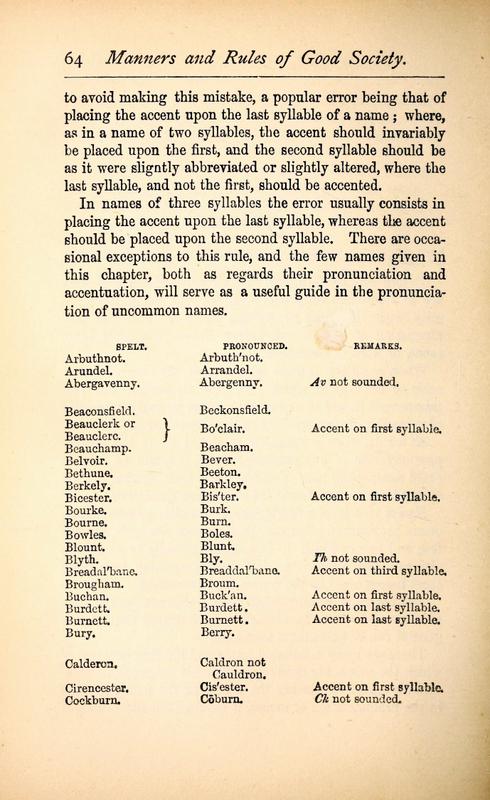 64 Manners and Rules of Good Society.
to avoid making this mistake, a popular error being that of
placing the accent upon the last syllable of a name ; where,
as in a name of two syllables, the accent should invariably
be placed upon the first, and the second syllable should be
as it were sligntly abbreviated or slightly altered, where the
last syllable, and not the first, should be accented.
In names of three syllables the error usually consists in
placing the accent upon the last syllable, whereas the accent
should be placed upon the second syllable. There are occa-
sional exceptions to this rule, and the few names given in
this chapter, both as regards their pronunciation and
accentuation, will serve as a useful guide in the pronuncia-
tion of uncommon names.
SPELT. PRONOUNCED. REMARKS.
Arbuthnot. Arbuth'not.
Arundel. Arrandel.
Abergavenny. Abergenny. Av not sounded.
Beaconsfield. Beckonsfield.
Beauclerk or
Beauclerc. } Bo'clair. Accent on first syllable.
Beauchamp. Beacham.
Belvoir. Bever.
Bethune. Beeton.
Berkely. Barkley.
Bicester. Bis'ter. Accent on first syllable.
Bourke. Burk.
Bourne. Burn.
Bowles. Boles.
Blount. Blunt.
Blyth. Bly. Th not sounded.
Breadal'bane. Breaddal'bane. Accent on third syllable.
Brougham. Broum.
Buchan. Buck'an. Accent on first syllable.
Burdett. Burdett. Accent on last syllable.
Burnett. Burnett. Accent on last syllable.
Bury. Berry.
Calderon. Caldron not
Cauldron.
Cirencester. Cis'ester. Accent on first syllable.
Cockburn. Cōburn. Ck not sounded.